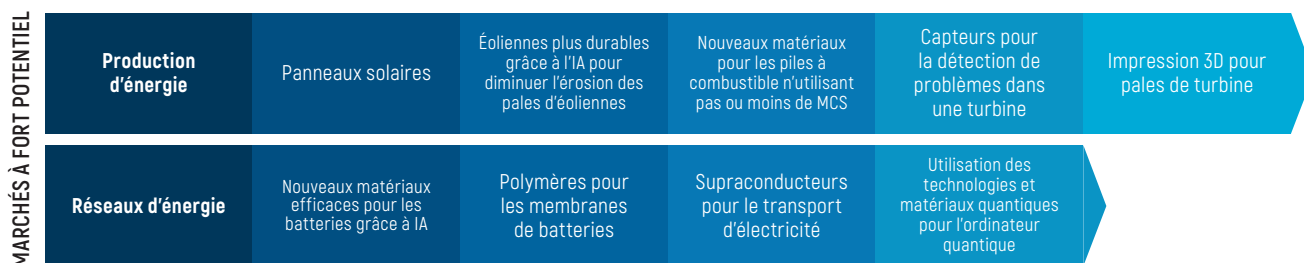 MARCHÉS À FORT POTENTIEL
Production
d'énergie
Panneaux solaires
Éoliennes plus durables
grâce à l'IA pour
diminuer l'érosion des
pales d'éoliennes
Nouveaux matériaux
pour les piles à
combustible n'utilisant
pas ou moins de MCS
Capteurs pour
la détection de
problèmes dans
une turbine
Impression 3D pour
pales de turbine
Réseaux d'énergie
Nouveaux matériaux
efficaces pour les
batteries grâce à IA
Polymères pour
les membranes
de batteries
Supraconducteurs
pour le transport
d'électricité
Utilisation des
technologies et
matériaux quantiques
pour l'ordinateur
quantique